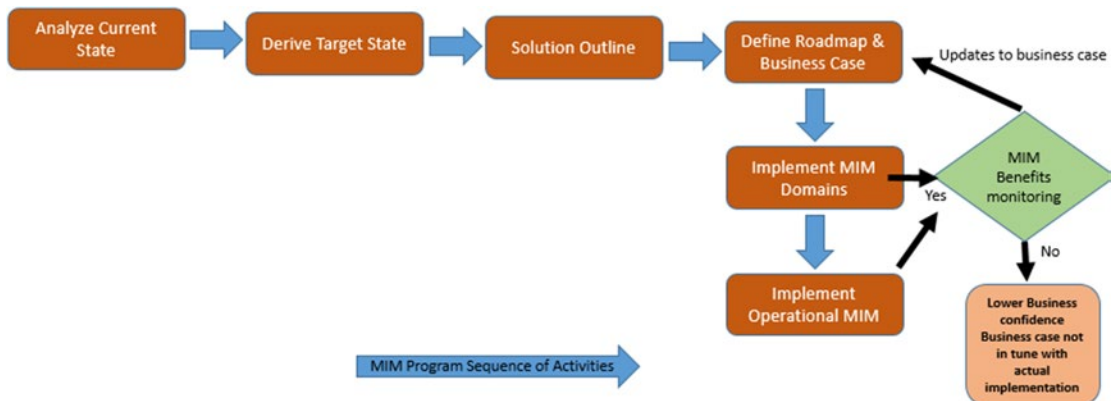 Analyze Current
State
Derive Target State
Solution Outline
Define Roadmap &
Business Case
Updates to business case
Implement MIM
Domains
MIM
Benefits
monitoring
Yes
No
Implement
Operational MIM
Lower Business
confidence
Business case not
in tune with
actual
implementation
MIM Program Sequence of Activities